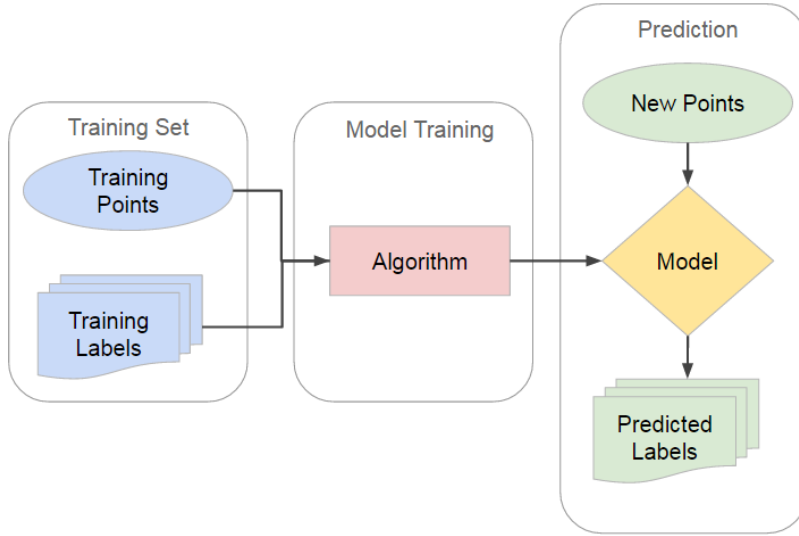 Training Set
Training
Points
Training
Labels
Model Training
Algorithm
Prediction
New Points
Model
Predicted
Labels